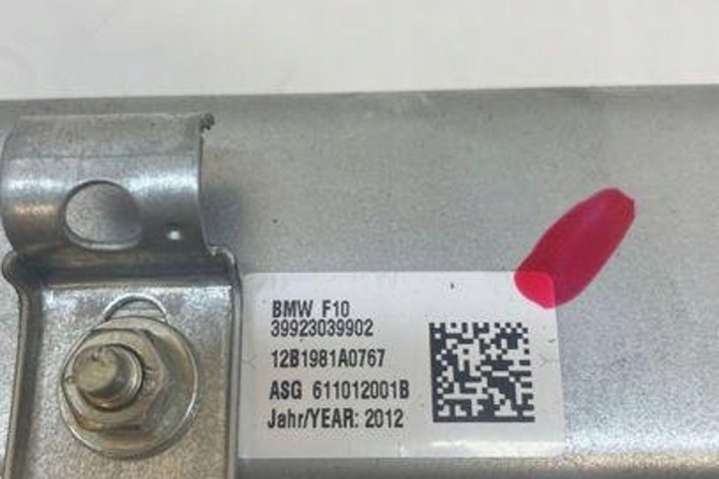 BMW F10
39923039902
12B1981A0767
ASG 611012001B
Jahr/YEAR: 2012